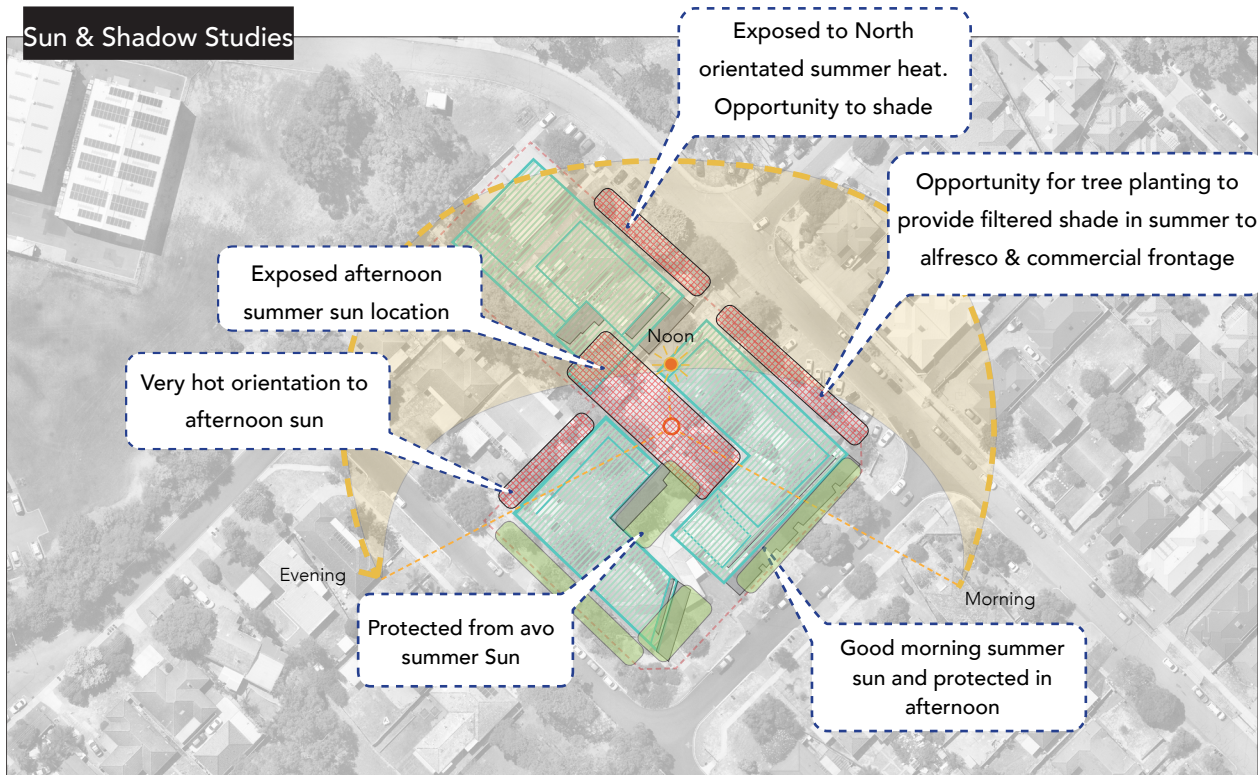 Sun & Shadow Studies
Exposed to North
orientated summer heat.
Opportunity to shade
Opportunity for tree planting to
provide filtered shade in summer to
alfresco & commercial frontage
Exposed afternoon
summer sun location
Noon
Very hot orientation to
afternoon sun
Evening
Morning
Protected from avo
summer Sun
Good morning summer
sun and protected in
afternoon